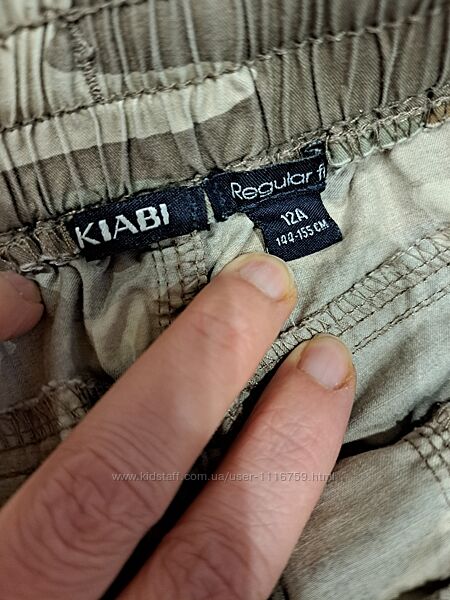 KIABI
Regular fi
12A
144-155 CM
www.kidstaff.com.ua/user-1116759.html